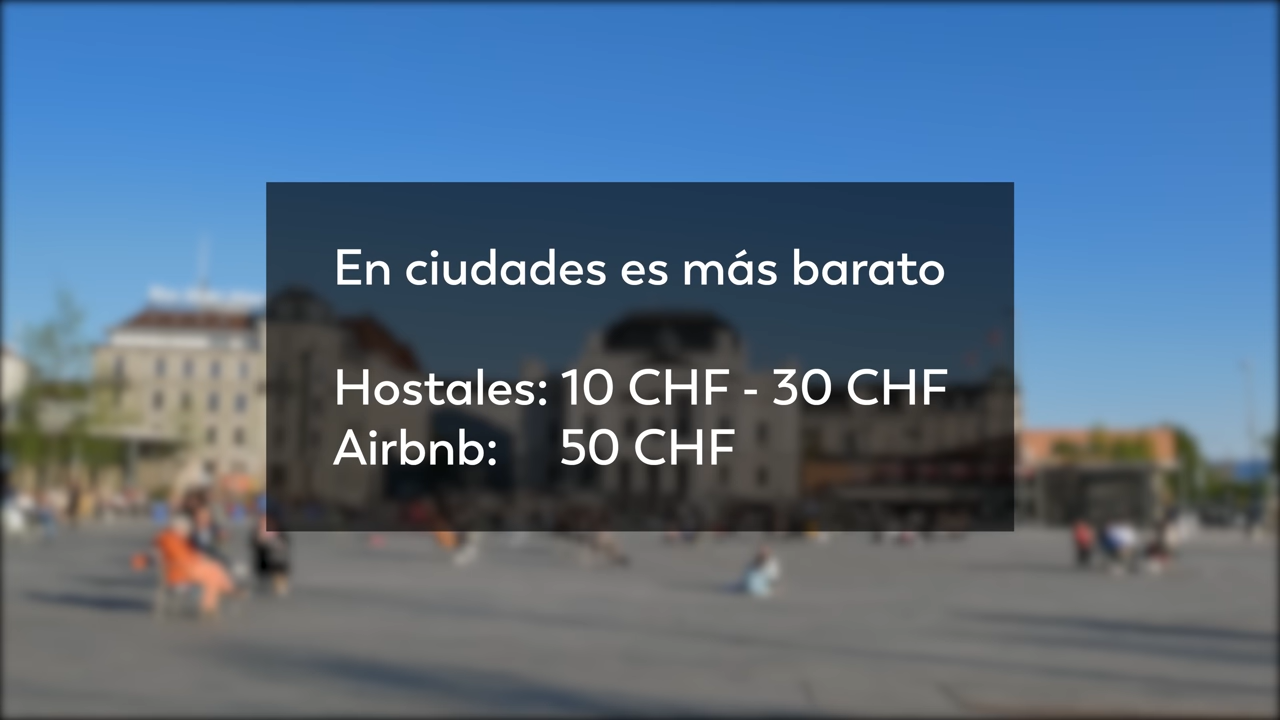 En ciudades es más barato
Hostales: 10 CHF - 30 CHF
Airbnb: 50 CHF